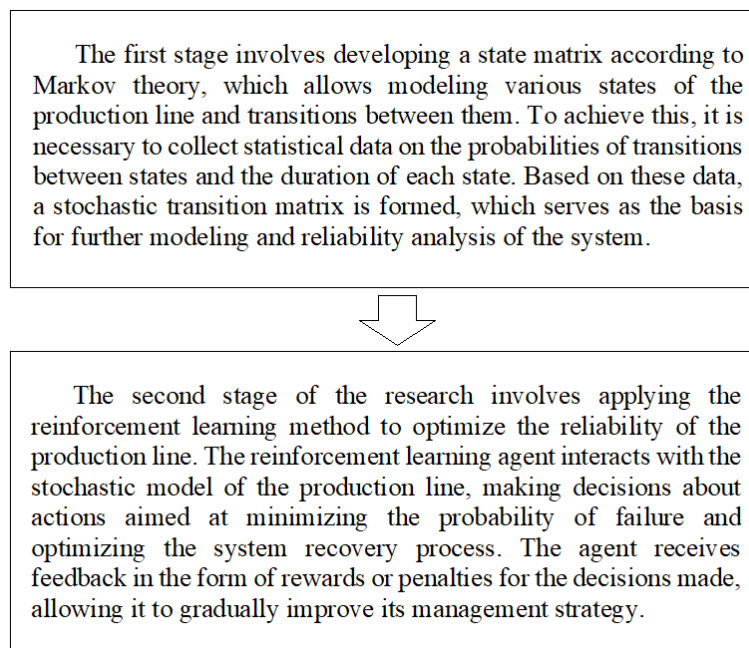 The first stage involves developing a state matrix according to
Markov theory, which allows modeling various states of the
production line and transitions between them. To achieve this, it is
necessary to collect statistical data on the probabilities of transitions
between states and the duration of each state. Based on these data,
a stochastic transition matrix is formed, which serves as the basis
for further modeling and reliability analysis of the system.
The second stage of the research involves applying the
reinforcement learning method to optimize the reliability of the
production line. The reinforcement learning agent interacts with the
stochastic model of the production line, making decisions about
actions aimed at minimizing the probability of failure and
optimizing the system recovery process. The agent receives
feedback in the form of rewards or penalties for the decisions made,
allowing it to gradually improve its management strategy.